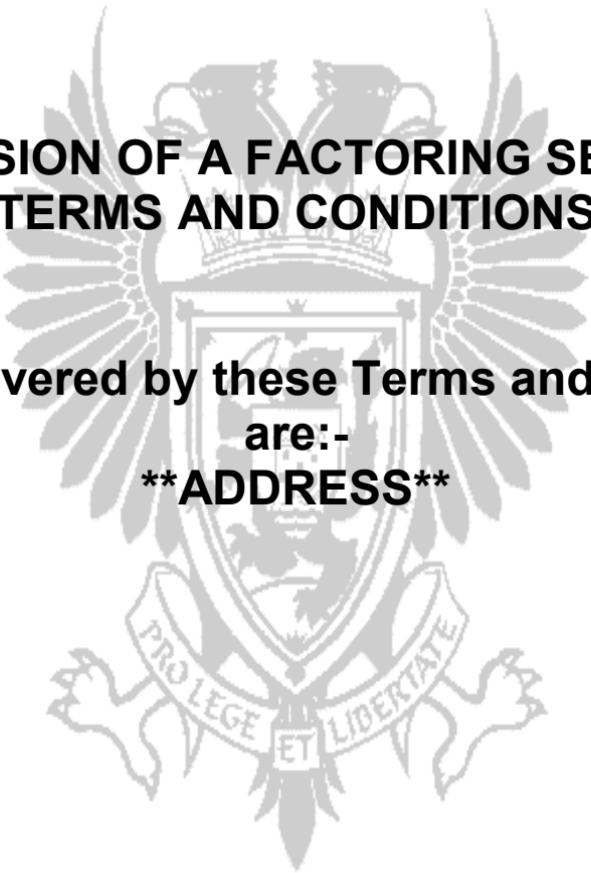 SION OF A FACTORING SE
TERMS AND CONDITIONS
vered by these Terms and
are:-
**ADDRESS**
PRO LEGE ET LIBERTATE